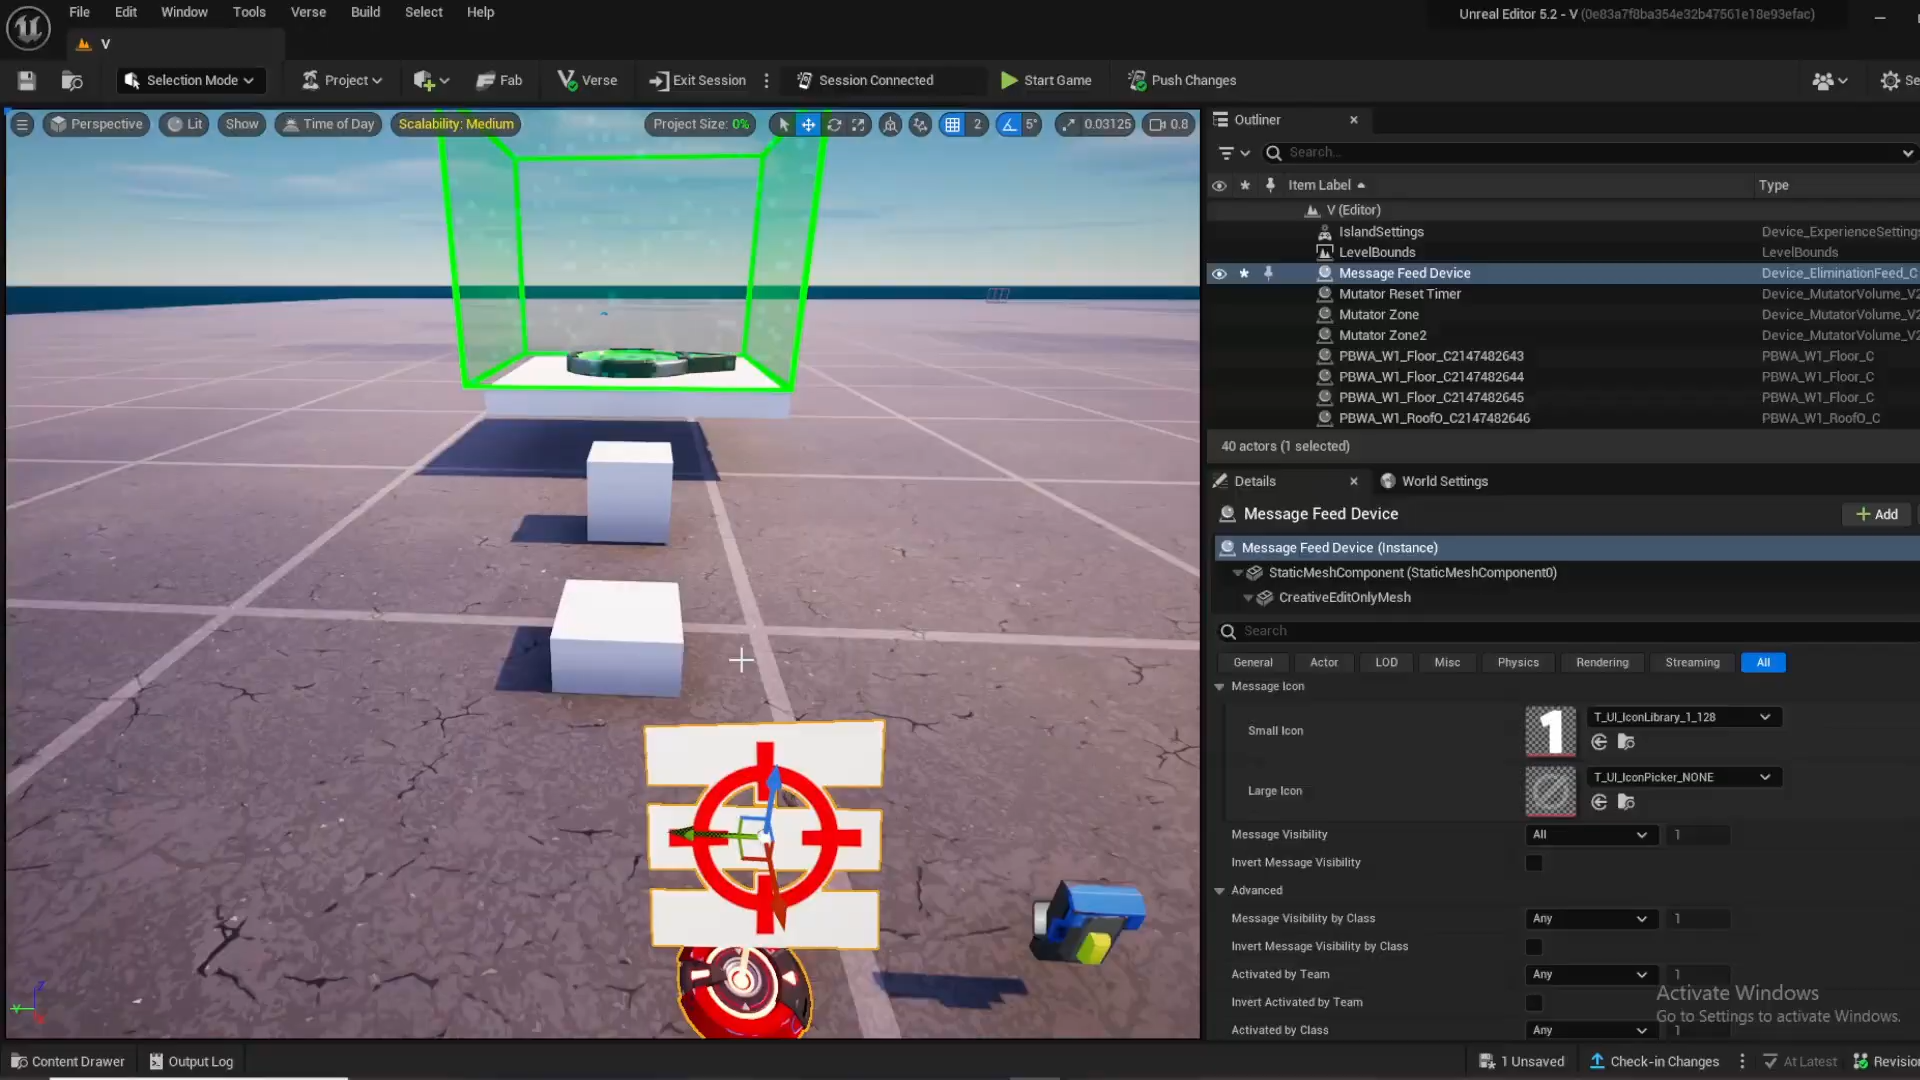 File Edit Window Tools Verse Build Select Help
Unreal Editor 5.2 - V (0e83a7f8ba354e32b47561e18e93efac)
V
Selection Mode Project Fab Verse Exit Session Session Connected Start Game Push Changes Se
Perspective Lit Show Time of Day Scalability: Medium Project Size: 0% 2 5° 0.03125 0.8
Outliner
Search...
Item Label Type
V (Editor)
IslandSettings Device_ExperienceSettings
LevelBounds LevelBounds
Message Feed Device Device_EliminationFeed_C
Mutator Reset Timer Device_MutatorVolume_V2
Mutator Zone Device_MutatorVolume_V2
Mutator Zone2 Device_MutatorVolume_V2
PBWA_W1_Floor_C2147482643 PBWA_W1_Floor_C
PBWA_W1_Floor_C2147482644 PBWA_W1_Floor_C
PBWA_W1_Floor_C2147482645 PBWA_W1_Floor_C
PBWA_W1_RoofO_C2147482646 PBWA_W1_RoofO_C
40 actors (1 selected)
Details World Settings
Message Feed Device Add
Message Feed Device (Instance)
StaticMeshComponent (StaticMeshComponent0)
CreativeEditOnlyMesh
Search
General Actor LOD Misc Physics Rendering Streaming All
Message Icon
Small Icon 1 T_UI_IconLibrary_1_128
Large Icon T_UI_IconPicker_NONE
Message Visibility All 1
Invert Message Visibility
Advanced
Message Visibility by Class Any 1
Invert Message Visibility by Class
Activated by Team Any 1
Invert Activated by Team
Activated by Class Any 1
Activate Windows
Go to Settings to activate Windows.
Content Drawer Output Log 1 Unsaved Check-in Changes At Latest Revision